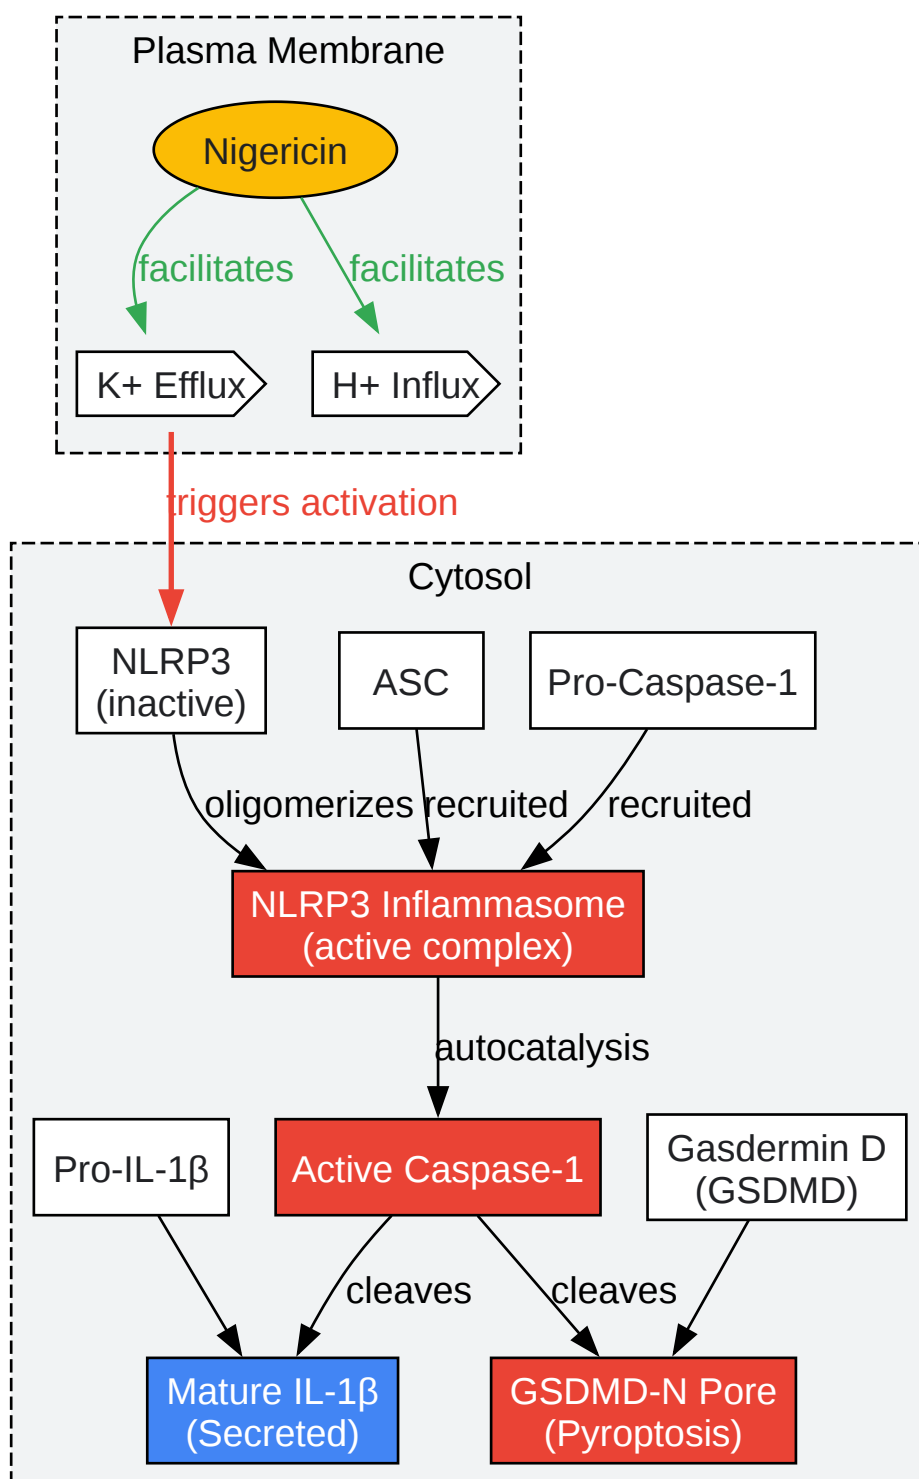 Plasma Membrane
Nigericin
facilitates
facilitates
K+ Efflux
H+ Influx
triggers activation
Cytosol
NLRP3
(inactive)
ASC
Pro-Caspase-1
oligomerizes
recruited
recruited
NLRP3 Inflammasome
(active complex)
autocatalysis
Pro-IL-1β
Active Caspase-1
Gasdermin D
(GSDMD)
cleaves
cleaves
Mature IL-1β
(Secreted)
GSDMD-N Pore
(Pyroptosis)